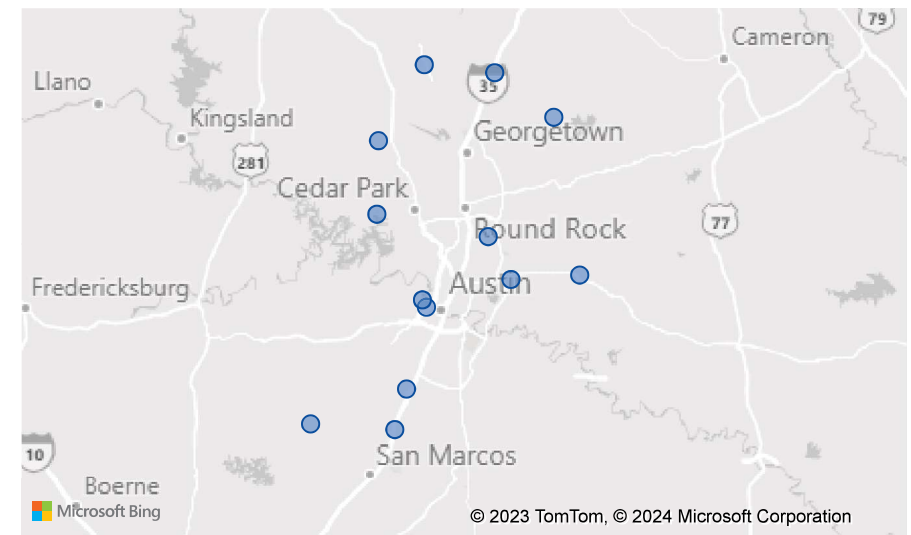 79
Cameron
Llano
35
Kingsland
Georgetown
281
Cedar Park
77
Round Rock
Austin
Fredericksburg
10
San Marcos
Boerne
Microsoft Bing
© 2023 TomTom, © 2024 Microsoft Corporation